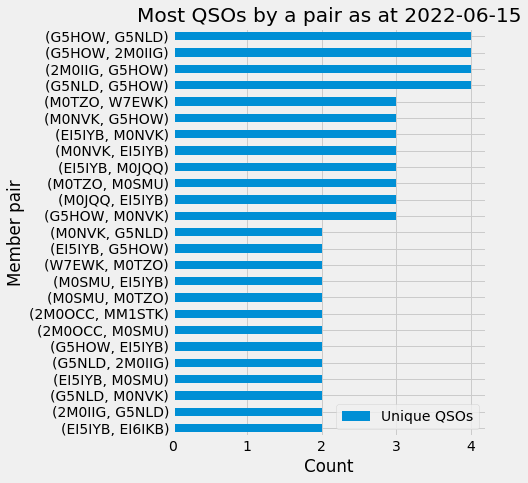 Most QSOs by a pair as at 2022-06-15
Member pair
(G5HOW, G5NLD)
(G5HOW, 2M0IIG)
(2M0IIG, G5HOW)
(G5NLD, G5HOW)
(M0TZO, W7EWK)
(M0NVK, G5HOW)
(EI5IYB, M0NVK)
(M0NVK, EI5IYB)
(EI5IYB, M0JQQ)
(M0TZO, M0SMU)
(M0JQQ, EI5IYB)
(G5HOW, M0NVK)
(M0NVK, G5NLD)
(EI5IYB, G5HOW)
(W7EWK, M0TZO)
(M0SMU, EI5IYB)
(M0SMU, M0TZO)
(2M0OCC, MM1STK)
(2M0OCC, M0SMU)
(G5HOW, EI5IYB)
(G5NLD, 2M0IIG)
(EI5IYB, M0SMU)
(G5NLD, M0NVK)
(2M0IIG, G5NLD)
(EI5IYB, EI6IKB)
Unique QSOs
0 1 2 3 4
Count